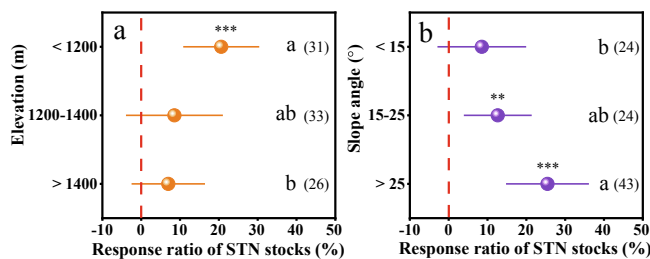 a
Elevation (m)
< 1200
1200-1400
> 1400
***
a (31)
ab (33)
b (26)
-10 0 10 20 30 40 50
Response ratio of STN stocks (%)
b
Slope angle (°)
< 15
15-25
> 25
b (24)
**
ab (24)
***
a (43)
-10 0 10 20 30 40 50
Response ratio of STN stocks (%)